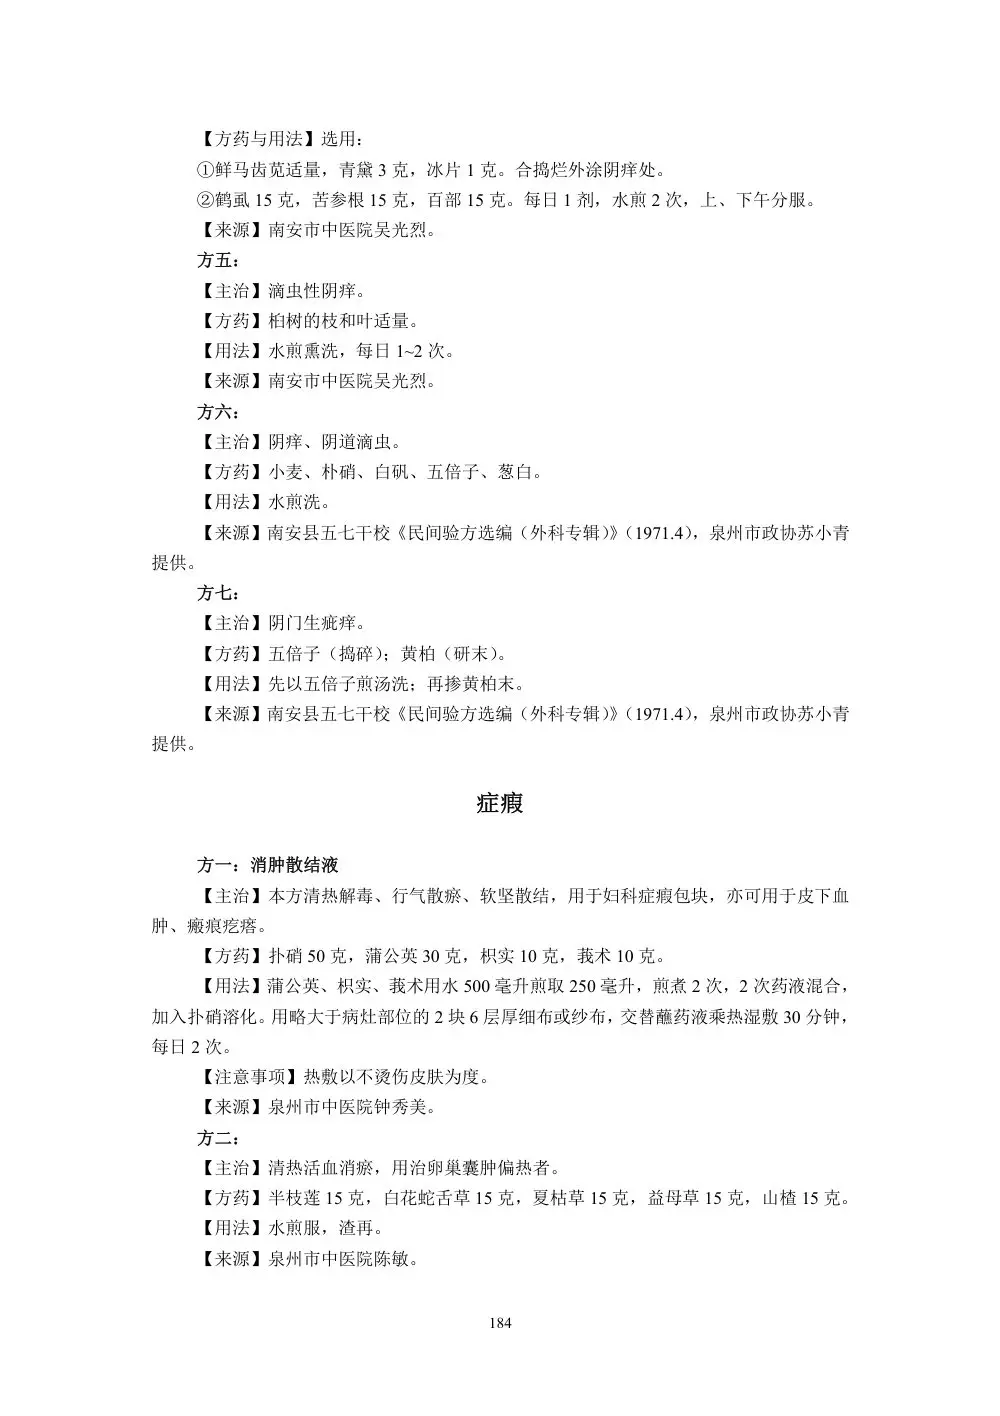 【方药与用法】选用：
①鲜马齿苋适量，青黛 3 克，冰片 1 克。合捣烂外涂阴痒处。
②鹤虱 15 克，苦参根 15 克，百部 15 克。每日 1 剂，水煎 2 次，上、下午分服。
【来源】南安市中医院吴光烈。
方五：
【主治】滴虫性阴痒。
【方药】桕树的枝和叶适量。
【用法】水煎熏洗，每日 1~2 次。
【来源】南安市中医院吴光烈。
方六：
【主治】阴痒、阴道滴虫。
【方药】小麦、朴硝、白矾、五倍子、葱白。
【用法】水煎洗。
【来源】南安县五七干校《民间验方选编（外科专辑）》（1971.4），泉州市政协苏小青
提供。
方七：
【主治】阴门生疵痒。
【方药】五倍子（捣碎）；黄柏（研末）。
【用法】先以五倍子煎汤洗；再掺黄柏末。
【来源】南安县五七干校《民间验方选编（外科专辑）》（1971.4），泉州市政协苏小青
提供。
症瘕
方一：消肿散结液
【主治】本方清热解毒、行气散瘀、软坚散结，用于妇科症瘕包块，亦可用于皮下血
肿、瘢痕疙瘩。
【方药】扑硝 50 克，蒲公英 30 克，枳实 10 克，莪术 10 克。
【用法】蒲公英、枳实、莪术用水 500 毫升煎取 250 毫升，煎煮 2 次，2 次药液混合，
加入扑硝溶化。用略大于病灶部位的 2 块 6 层厚细布或纱布，交替蘸药液乘热湿敷 30 分钟，
每日 2 次。
【注意事项】热敷以不烫伤皮肤为度。
【来源】泉州市中医院钟秀美。
方二：
【主治】清热活血消瘀，用治卵巢囊肿偏热者。
【方药】半枝莲 15 克，白花蛇舌草 15 克，夏枯草 15 克，益母草 15 克，山楂 15 克。
【用法】水煎服，渣再。
【来源】泉州市中医院陈敏。
184